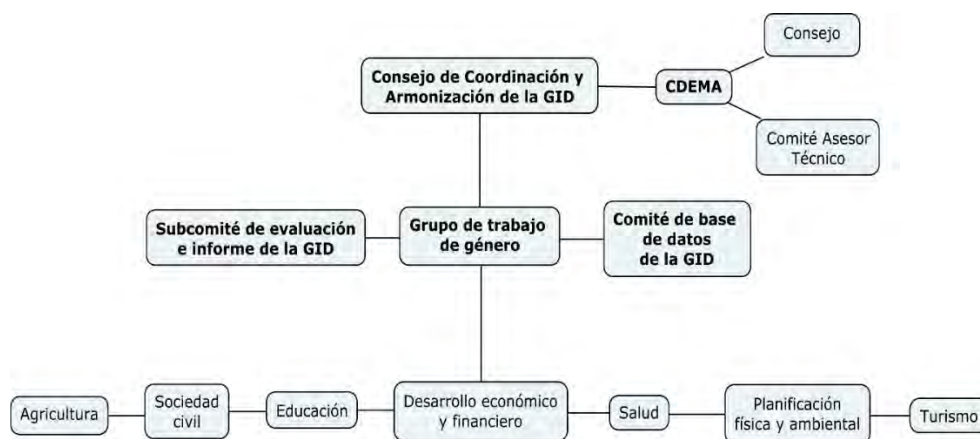 Consejo
Consejo de Coordinación y
Armonización de la GID
CDEMA
Comité Asesor
Técnico
Subcomité de evaluación
e informe de la GID
Grupo de trabajo
de género
Comité de base
de datos
de la GID
Agricultura
Sociedad
civil
Educación
Desarrollo económico
y financiero
Salud
Planificación
física y ambiental
Turismo